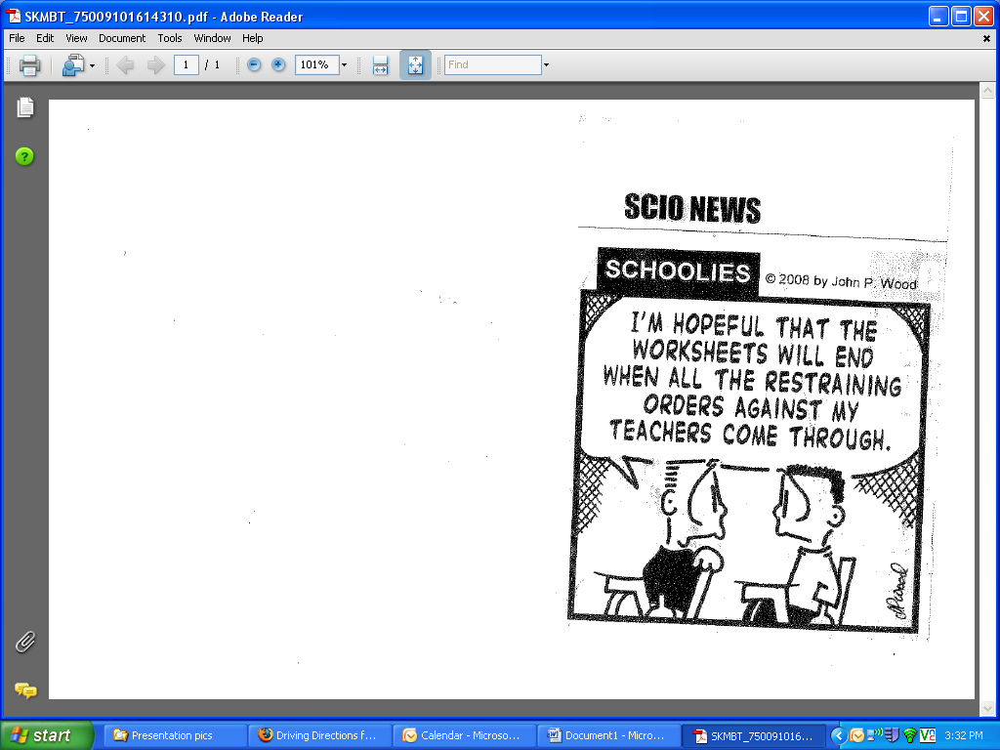 SKMBT_75009101614310.pdf - Adobe Reader
File Edit View Document Tools Window Help
1 / 1 101% Find
SCIO NEWS
SCHOOLIES © 2008 by John P. Wood
I'M HOPEFUL THAT THE
WORKSHEETS WILL END
WHEN ALL THE RESTRAINING
ORDERS AGAINST MY
TEACHERS COME THROUGH.
JPWood
start Presentation pics Driving Directions f... Calendar - Microso... Document1 - Micro... SKMBT_750091016... 3:32 PM